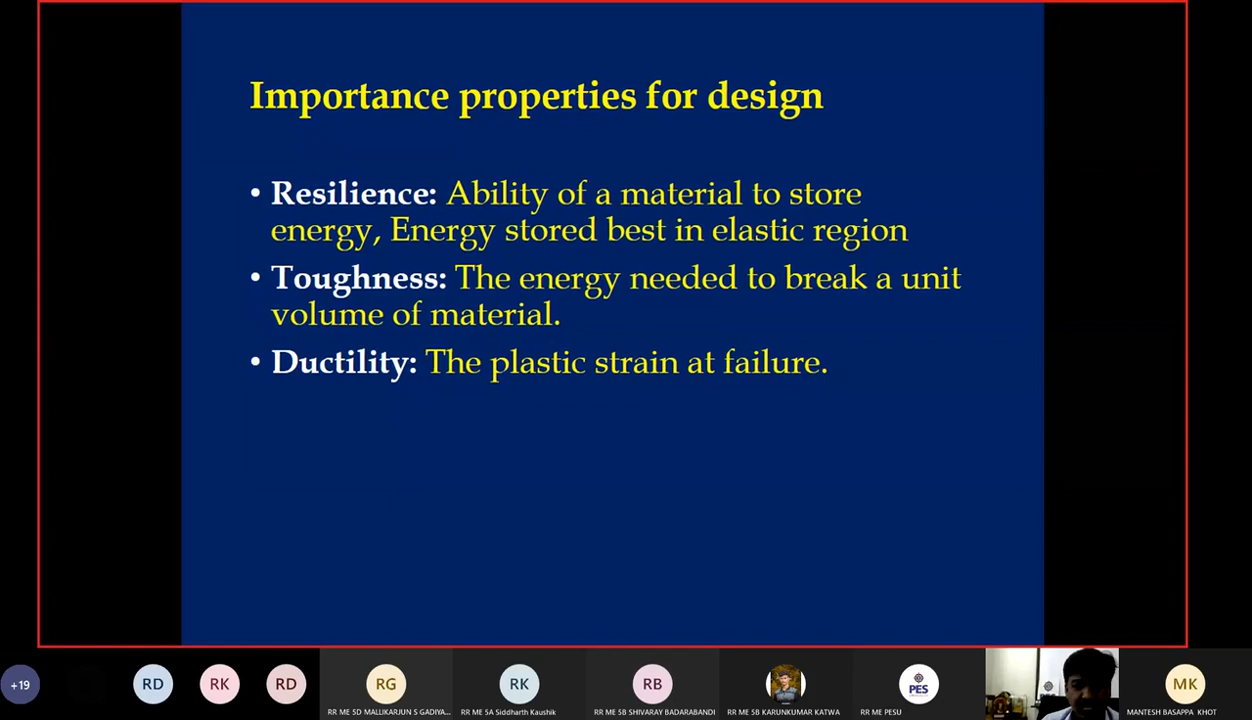 Importance properties for design
• Resilience: Ability of a material to store
energy, Energy stored best in elastic region
• Toughness: The energy needed to break a unit
volume of material.
• Ductility: The plastic strain at failure.
+19
RD
RK
RD
RG
RK
RB
PES
MK
RR ME 5D MALLIKARJUN S GADIYA...
RR ME 5A Siddharth Kaushik
RR ME 5B SHIVARAY BADARABANDI
RR ME 5B KARUNKUMAR KATWA
RR ME PESU
MANTESH BASAPPA KHOT